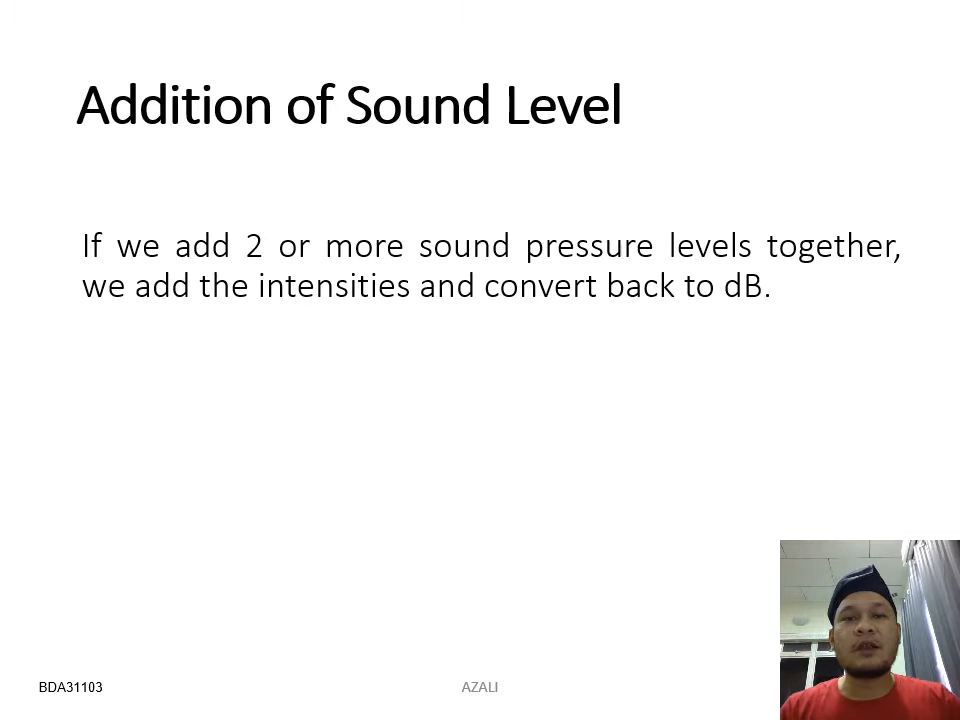 Addition of Sound Level
If we add 2 or more sound pressure levels together,
we add the intensities and convert back to dB.
BDA31103
AZALI